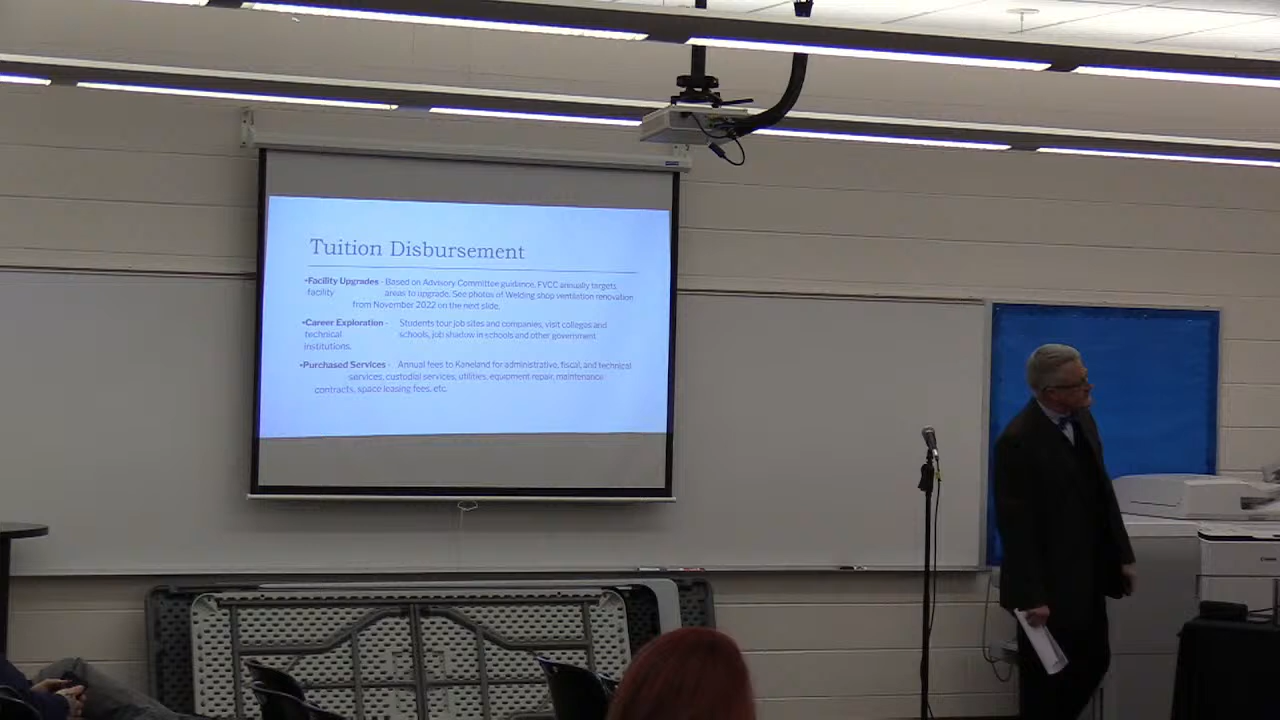 Tuition Disbursement
•Facility Upgrades - Based on Advisory Committee guidance, FVCC annually targets
facility areas to upgrade. See photos of Welding shop ventilation renovation
from November 2022 on the next slide.
•Career Exploration - Students tour job sites and companies, visit colleges and
technical schools, job shadow in schools and other government
institutions.
•Purchased Services - Annual fees to Kaneland for administrative, fiscal, and technical
services, custodial services, utilities, equipment repair, maintenance
contracts, space leasing fees, etc.
Canon